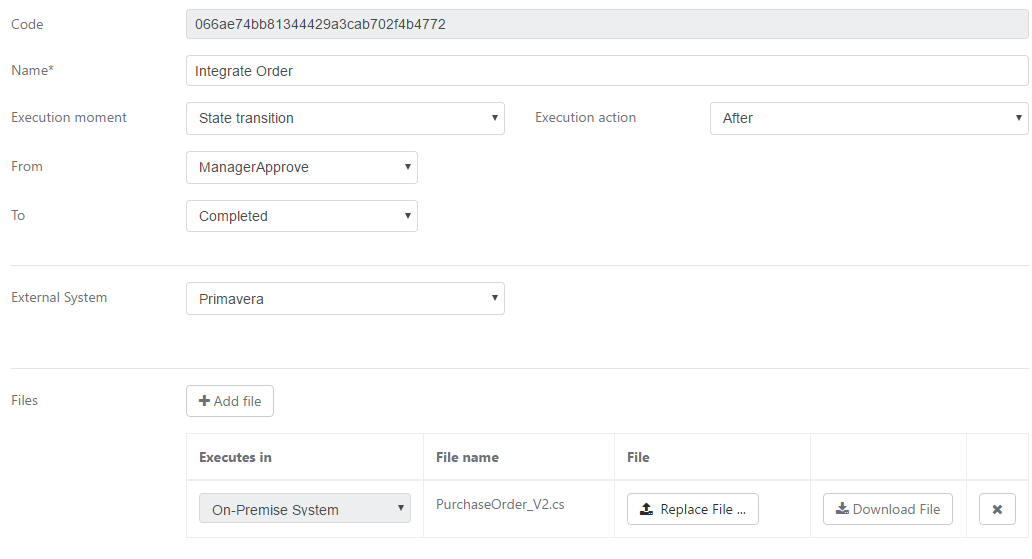 Code 066ae74bb81344429a3cab702f4b4772
Name* Integrate Order
Execution moment State transition Execution action After
From ManagerApprove
To Completed
External System Primavera
Files Add file
Executes in File name File
On-Premise System PurchaseOrder_V2.cs Replace File ... Download File